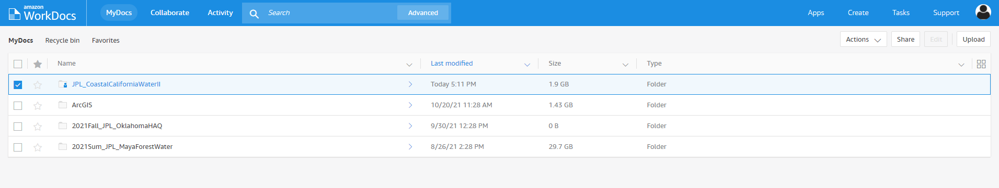 amazon
WorkDocs
MyDocs Collaborate Activity Search Advanced Apps Create Tasks Support
MyDocs Recycle bin Favorites Actions Share Edit Upload
Name Last modified Size Type
JPL_CoastalCaliforniaWaterII Today 5:11 PM 1.9 GB Folder
ArcGIS 10/20/21 11:28 AM 1.43 GB Folder
2021Fall_JPL_OklahomaHAQ 9/30/21 12:28 PM 0 B Folder
2021Sum_JPL_MayaForestWater 8/26/21 2:28 PM 29.7 GB Folder